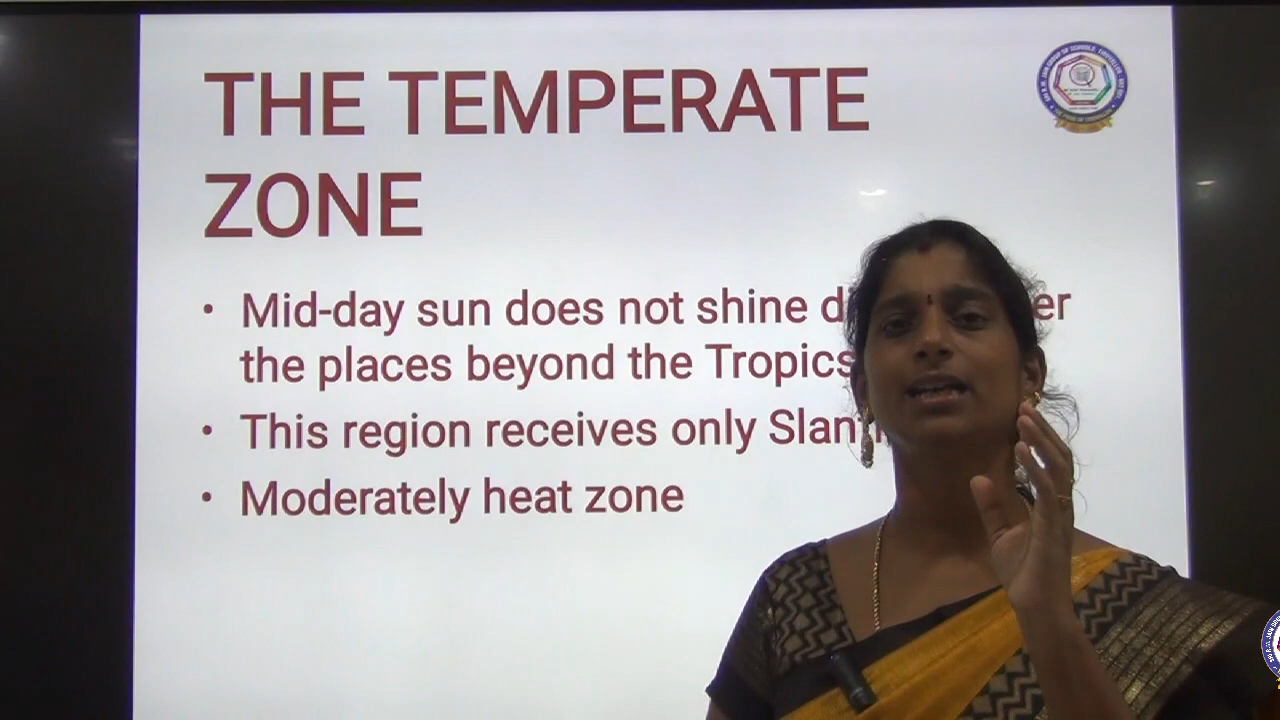 THE TEMPERATE
ZONE
• Mid-day sun does not shine
the places beyond the Tropics
• This region receives only
• Moderately heat zone